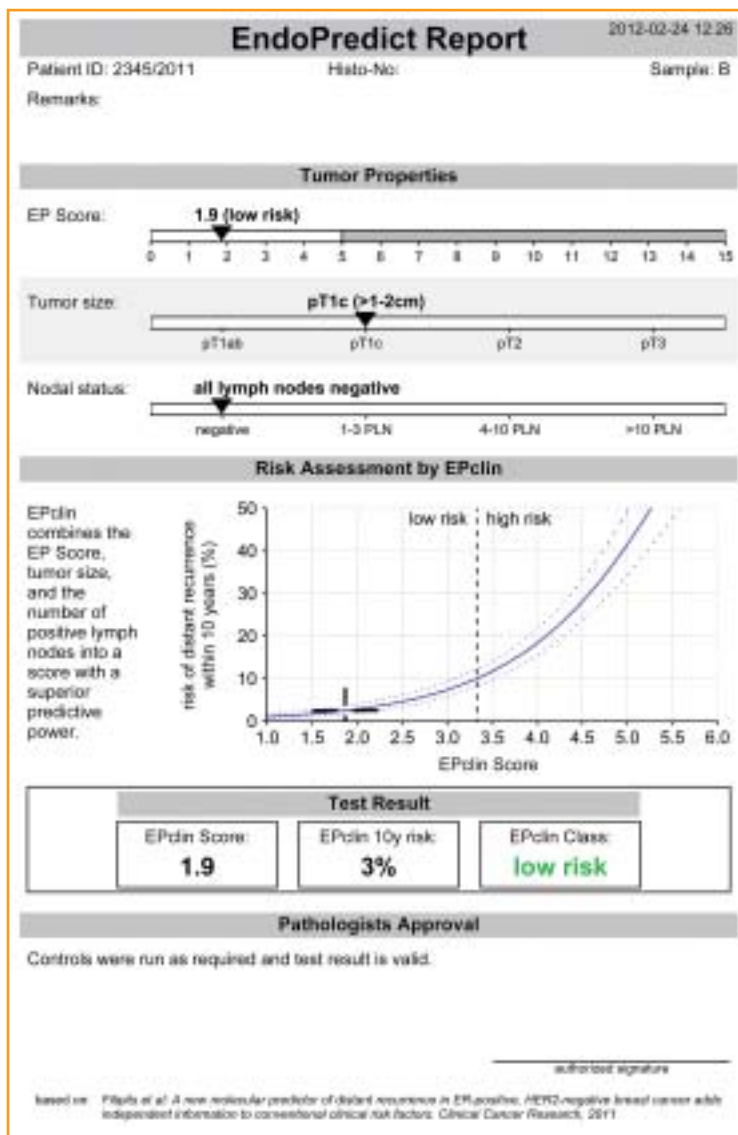 EndoPredict Report
2012-02-24 12:26
Patient ID: 2345/2011 Histo-No: Sample: B
Remarks:
Tumor Properties
EP Score: 1.9 (low risk)
0 1 2 3 4 5 6 7 8 9 10 11 12 13 14 15
Tumor size: pT1c (>1-2cm)
pT1ab pT1c pT2 pT3
Nodal status: all lymph nodes negative
negative 1-3 PLN 4-10 PLN >10 PLN
Risk Assessment by EPclin
EPclin
combines the
EP Score,
tumor size,
and the
number of
positive lymph
nodes into a
score with a
superior
predictive
power.
risk of distant recurrence
within 10 years (%)
50
40
30
20
10
0
low risk high risk
1.0 1.5 2.0 2.5 3.0 3.5 4.0 4.5 5.0 5.5 6.0
EPclin Score
Test Result
EPclin Score: EPclin 10y risk: EPclin Class:
1.9 3% low risk
Pathologists Approval
Controls were run as required and test result is valid.
authorized signature
based on Filipits et al: A new molecular predictor of distant recurrence in ER-positive, HER2-negative breast cancer adds
independent information to conventional clinical risk factors. Clinical Cancer Research, 2011